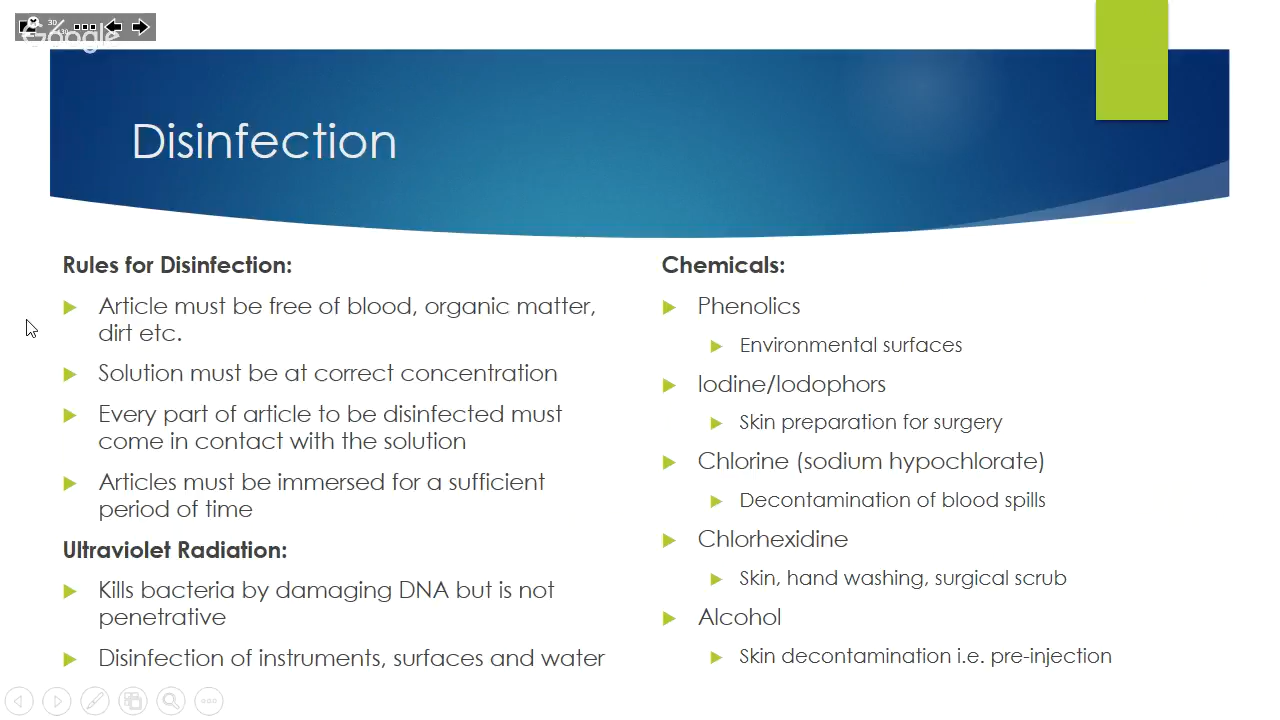 Google
Disinfection
Rules for Disinfection:
Article must be free of blood, organic matter,
dirt etc.
Solution must be at correct concentration
Every part of article to be disinfected must
come in contact with the solution
Articles must be immersed for a sufficient
period of time
Ultraviolet Radiation:
Kills bacteria by damaging DNA but is not
penetrative
Disinfection of instruments, surfaces and water
Chemicals:
Phenolics
Environmental surfaces
Iodine/Iodophors
Skin preparation for surgery
Chlorine (sodium hypochlorate)
Decontamination of blood spills
Chlorhexidine
Skin, hand washing, surgical scrub
Alcohol
Skin decontamination i.e. pre-injection